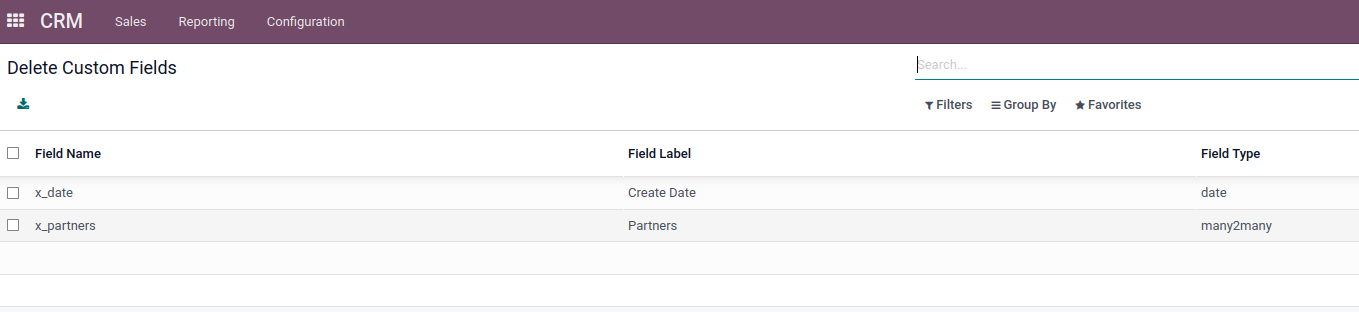 CRM Sales Reporting Configuration
Delete Custom Fields
Search...
Filters Group By Favorites
Field Name Field Label Field Type
x_date Create Date date
x_partners Partners many2many